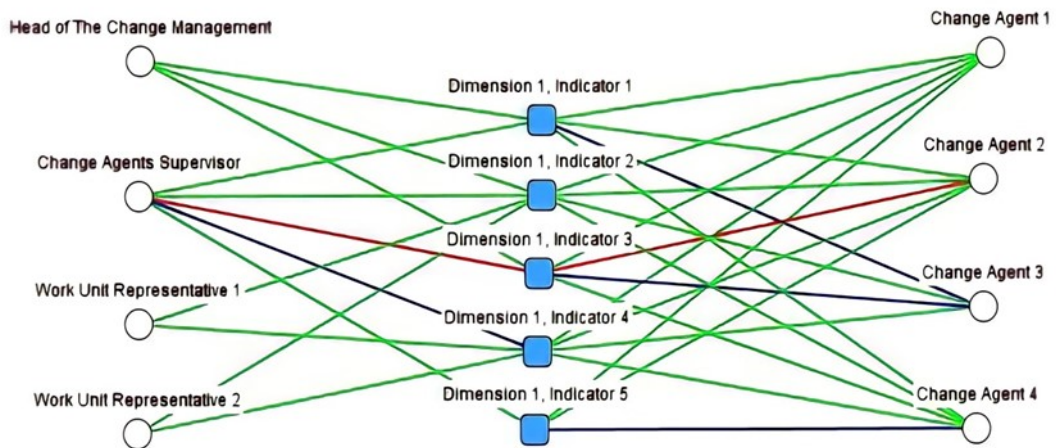 Head of The Change Management
Change Agents Supervisor
Work Unit Representative 1
Work Unit Representative 2
Dimension 1, Indicator 1
Dimension 1, Indicator 2
Dimension 1, Indicator 3
Dimension 1, Indicator 4
Dimension 1, Indicator 5
Change Agent 1
Change Agent 2
Change Agent 3
Change Agent 4